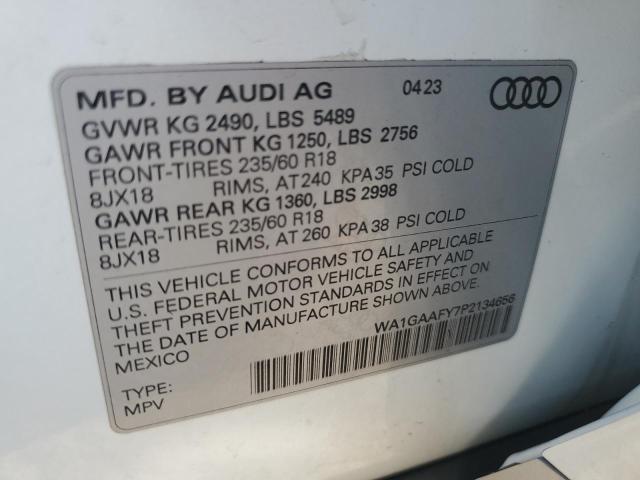 MFD. BY AUDI AG 04 23
GVWR KG 2490, LBS 5489
GAWR FRONT KG 1250, LBS 2756
FRONT-TIRES 235/60 R18
8JX18 RIMS, AT 240 KPA 35 PSI COLD
GAWR REAR KG 1360, LBS 2998
REAR-TIRES 235/60 R18
8JX18 RIMS, AT 260 KPA 38 PSI COLD
THIS VEHICLE CONFORMS TO ALL APPLICABLE
U.S. FEDERAL MOTOR VEHICLE SAFETY AND
THEFT PREVENTION STANDARDS IN EFFECT ON
THE DATE OF MANUFACTURE SHOWN ABOVE.
MEXICO
WA1GAAFY7P2134656
TYPE:
MPV